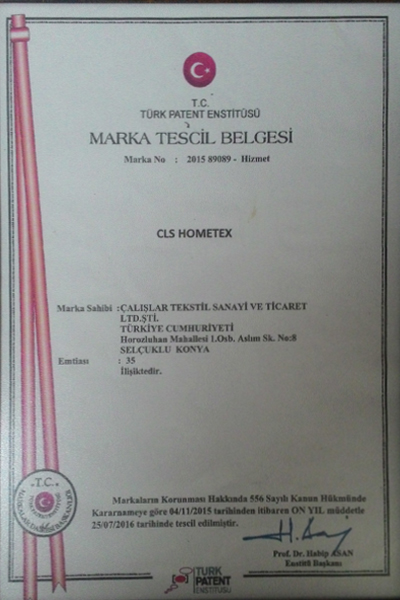 T.C.
TÜRK PATENT ENSTİTÜSÜ
MARKA TESCİL BELGESİ
Marka No : 2015 89089 - Hizmet
CLS HOMETEX
Marka Sahibi :ÇALIŞLAR TEKSTİL SANAYİ VE TİCARET
LTD.ŞTİ.
TÜRKİYE CUMHURİYETİ
Horozluhan Mahallesi 1.Osb. Aslım Sk. No:8
SELÇUKLU KONYA
Emtiası : 35
İlişiktedir.
T.C.
Markaların Korunması Hakkında 556 Sayılı Kanun Hükmünde
Kararnameye göre 04/11/2015 tarihinden itibaren ON YIL müddetle
25/07/2016 tarihinde tescil edilmiştir.
Prof. Dr. Habip ASAN
Enstitü Başkanı
TÜRK
PATENT
ENSTİTÜSÜ